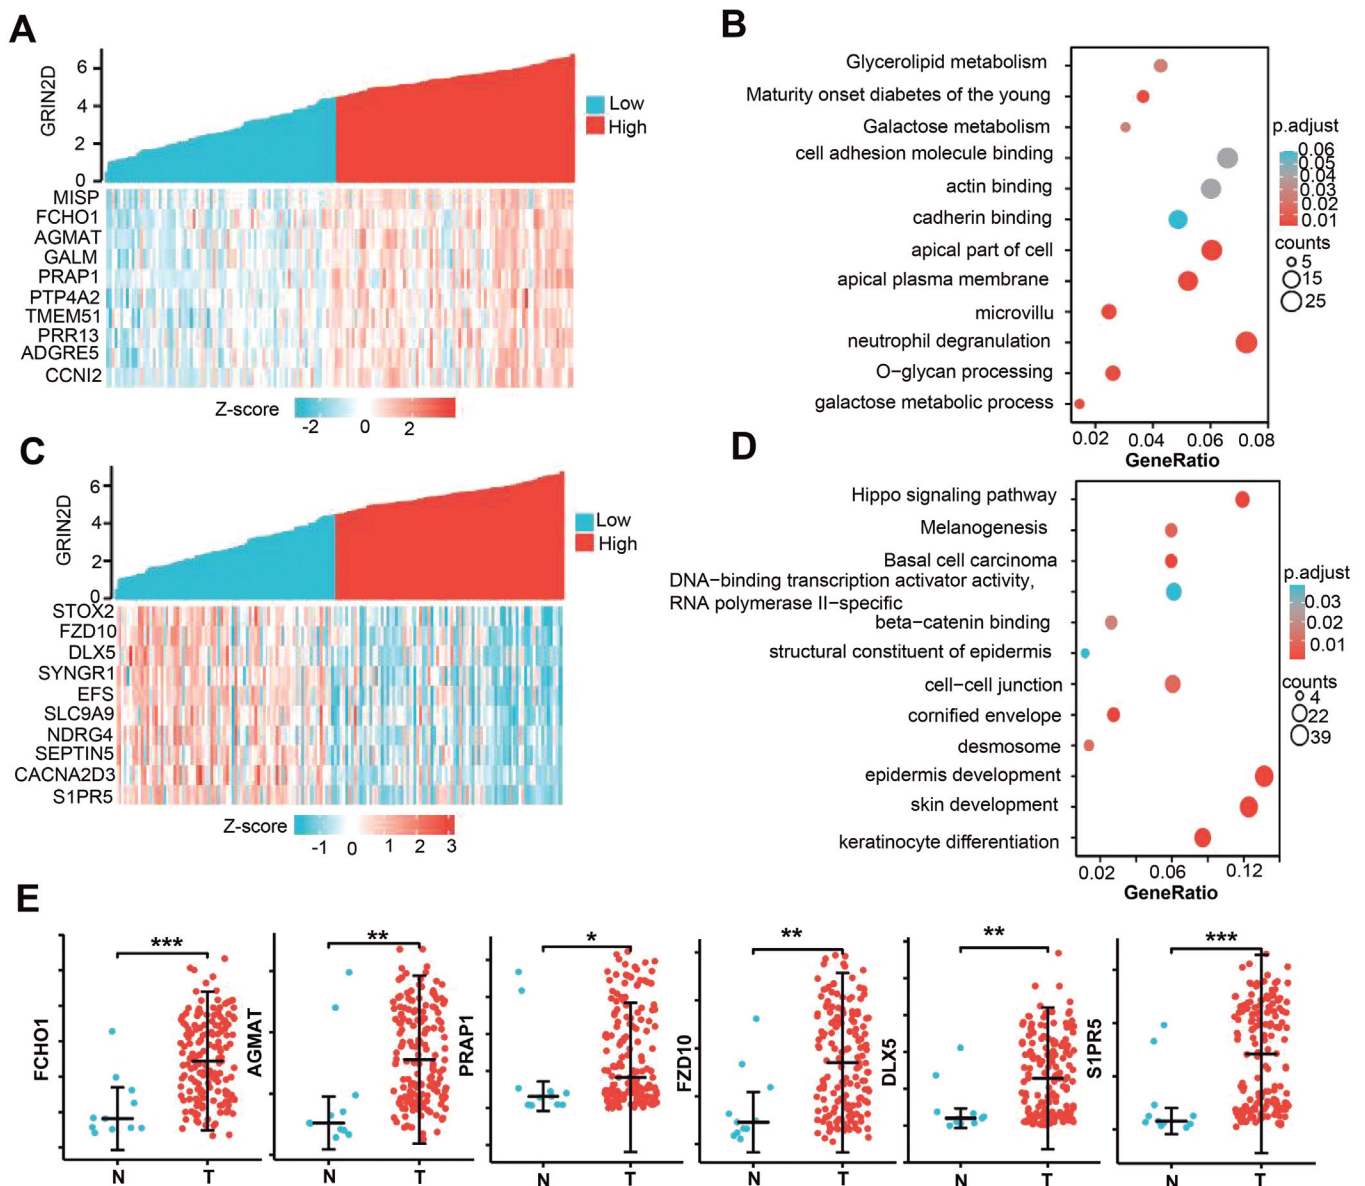 A
GRIN2D
6
4
2
0
Low
High
MISP
FCHO1
AGMAT
GALM
PRAP1
PTP4A2
TMEM51
PRR13
ADGRE5
CCNI2
Z-score
-2 0 2
B
Glycerolipid metabolism
Maturity onset diabetes of the young
Galactose metabolism
cell adhesion molecule binding
actin binding
cadherin binding
apical part of cell
apical plasma membrane
microvillu
neutrophil degranulation
O-glycan processing
galactose metabolic process
0.02 0.04 0.06 0.08
GeneRatio
p.adjust
0.06
0.05
0.04
0.03
0.02
0.01
counts
5
15
25
C
GRIN2D
6
4
2
0
Low
High
STOX2
FZD10
DLX5
SYNGR1
EFS
SLC9A9
NDRG4
SEPTIN5
CACNA2D3
S1PR5
Z-score
-1 0 1 2 3
D
Hippo signaling pathway
Melanogenesis
Basal cell carcinoma
DNA-binding transcription activator activity,
RNA polymerase II-specific
beta-catenin binding
structural constituent of epidermis
cell-cell junction
cornified envelope
desmosome
epidermis development
skin development
keratinocyte differentiation
0.02 0.06 0.12
GeneRatio
p.adjust
0.03
0.02
0.01
counts
4
22
39
E
FCHO1
***
N T
AGMAT
**
N T
PRAP1
*
N T
FZD10
**
N T
DLX5
**
N T
S1PR5
***
N T